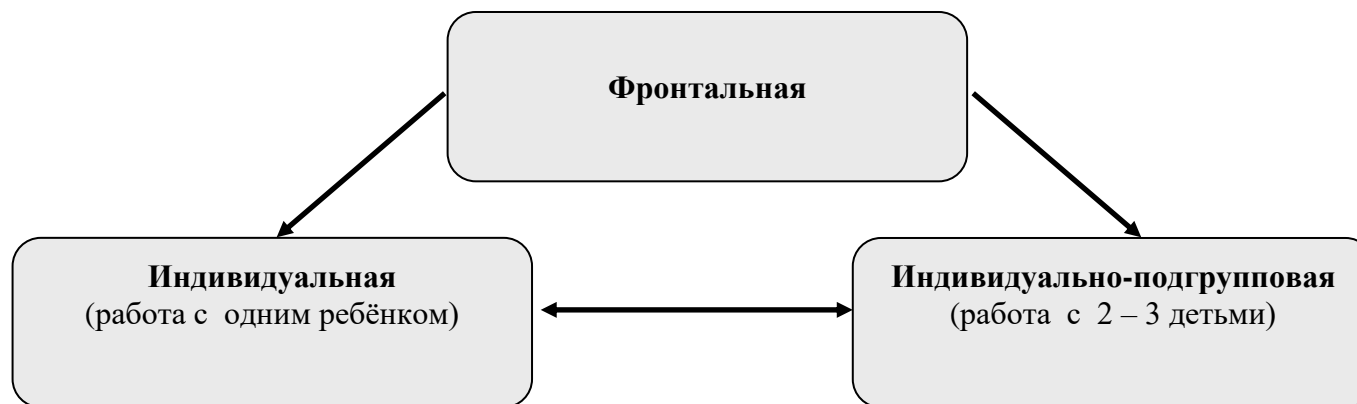 Фронтальная
Индивидуальная
(работа с одним ребёнком)
Индивидуально-подгрупповая
(работа с 2 – 3 детьми)